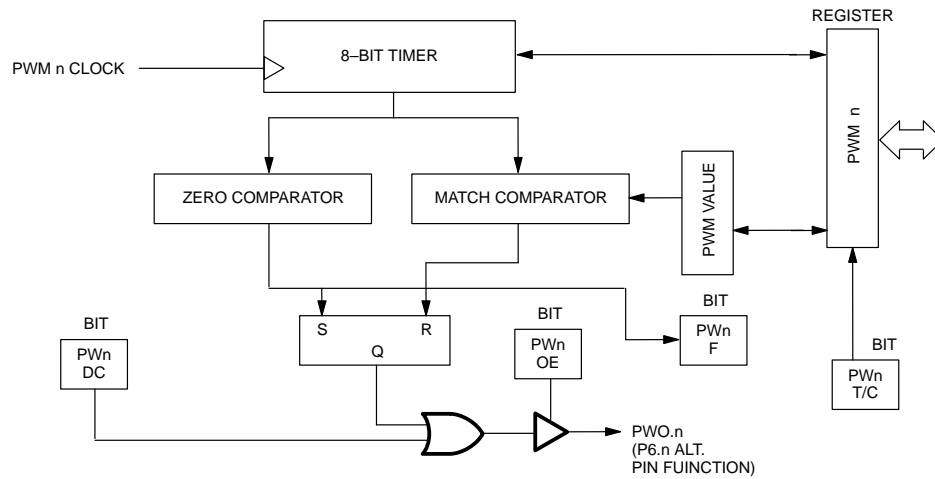 REGISTER
8–BIT TIMER
PWM n CLOCK
PWM n
ZERO COMPARATOR
MATCH COMPARATOR
PWM VALUE
BIT
PWn
DC
S
R
Q
BIT
PWn
OE
BIT
PWn
F
BIT
PWn
T/C
PWO.n
(P6.n ALT.
PIN FUINCTION)